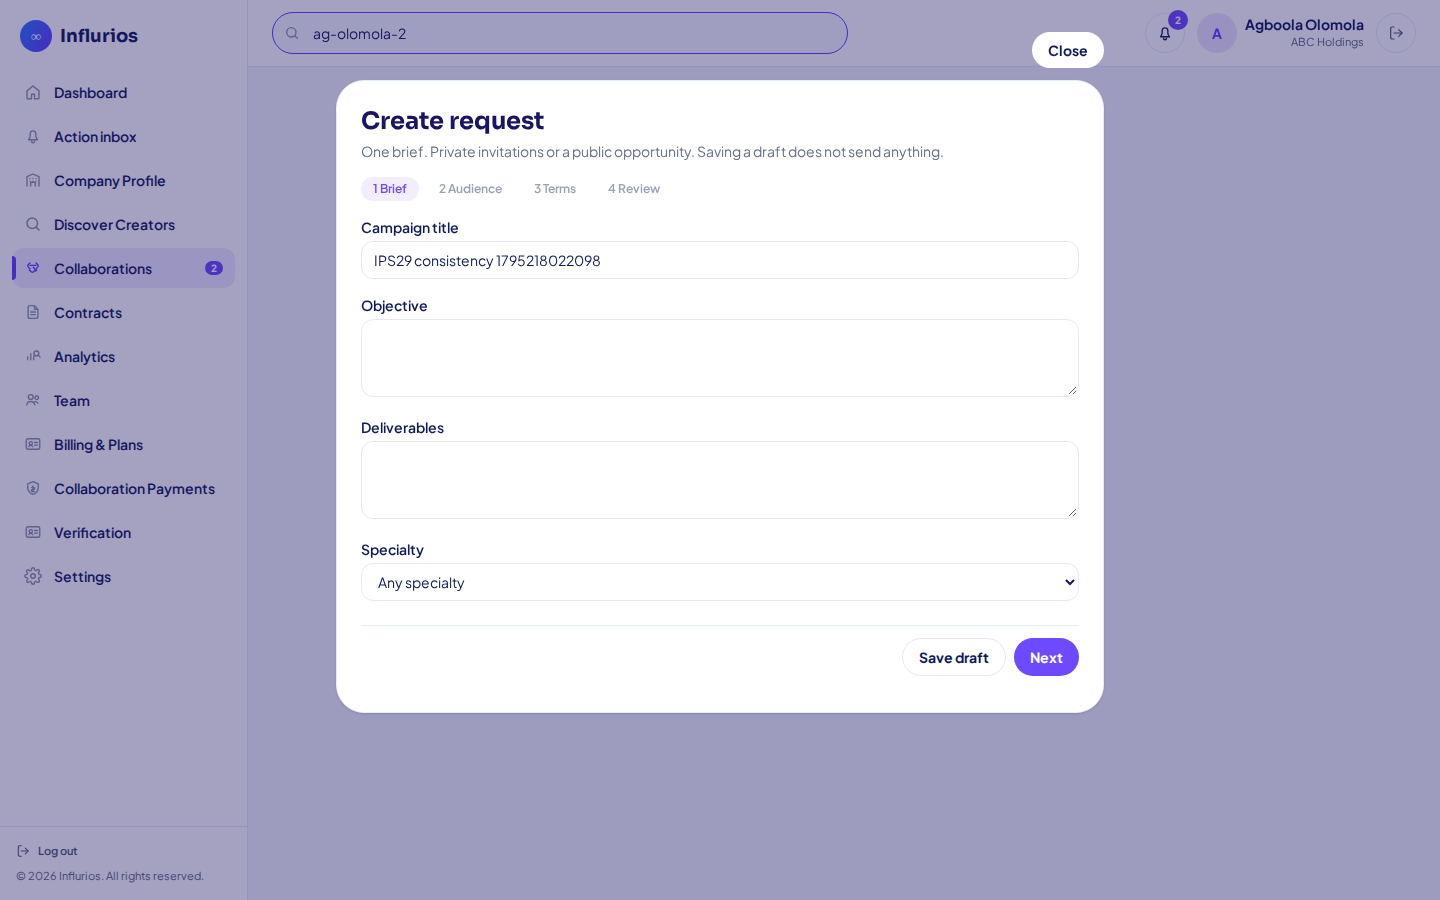 Influrios
ag-olomola-2
2
A
Agboola Olomola
ABC Holdings
Close
Dashboard
Action inbox
Company Profile
Discover Creators
Collaborations
2
Contracts
Analytics
Team
Billing & Plans
Collaboration Payments
Verification
Settings
Log out
© 2026 Influrios. All rights reserved.
Create request
One brief. Private invitations or a public opportunity. Saving a draft does not send anything.
1 Brief
2 Audience
3 Terms
4 Review
Campaign title
IPS29 consistency 1795218022098
Objective
Deliverables
Specialty
Any specialty
Save draft
Next